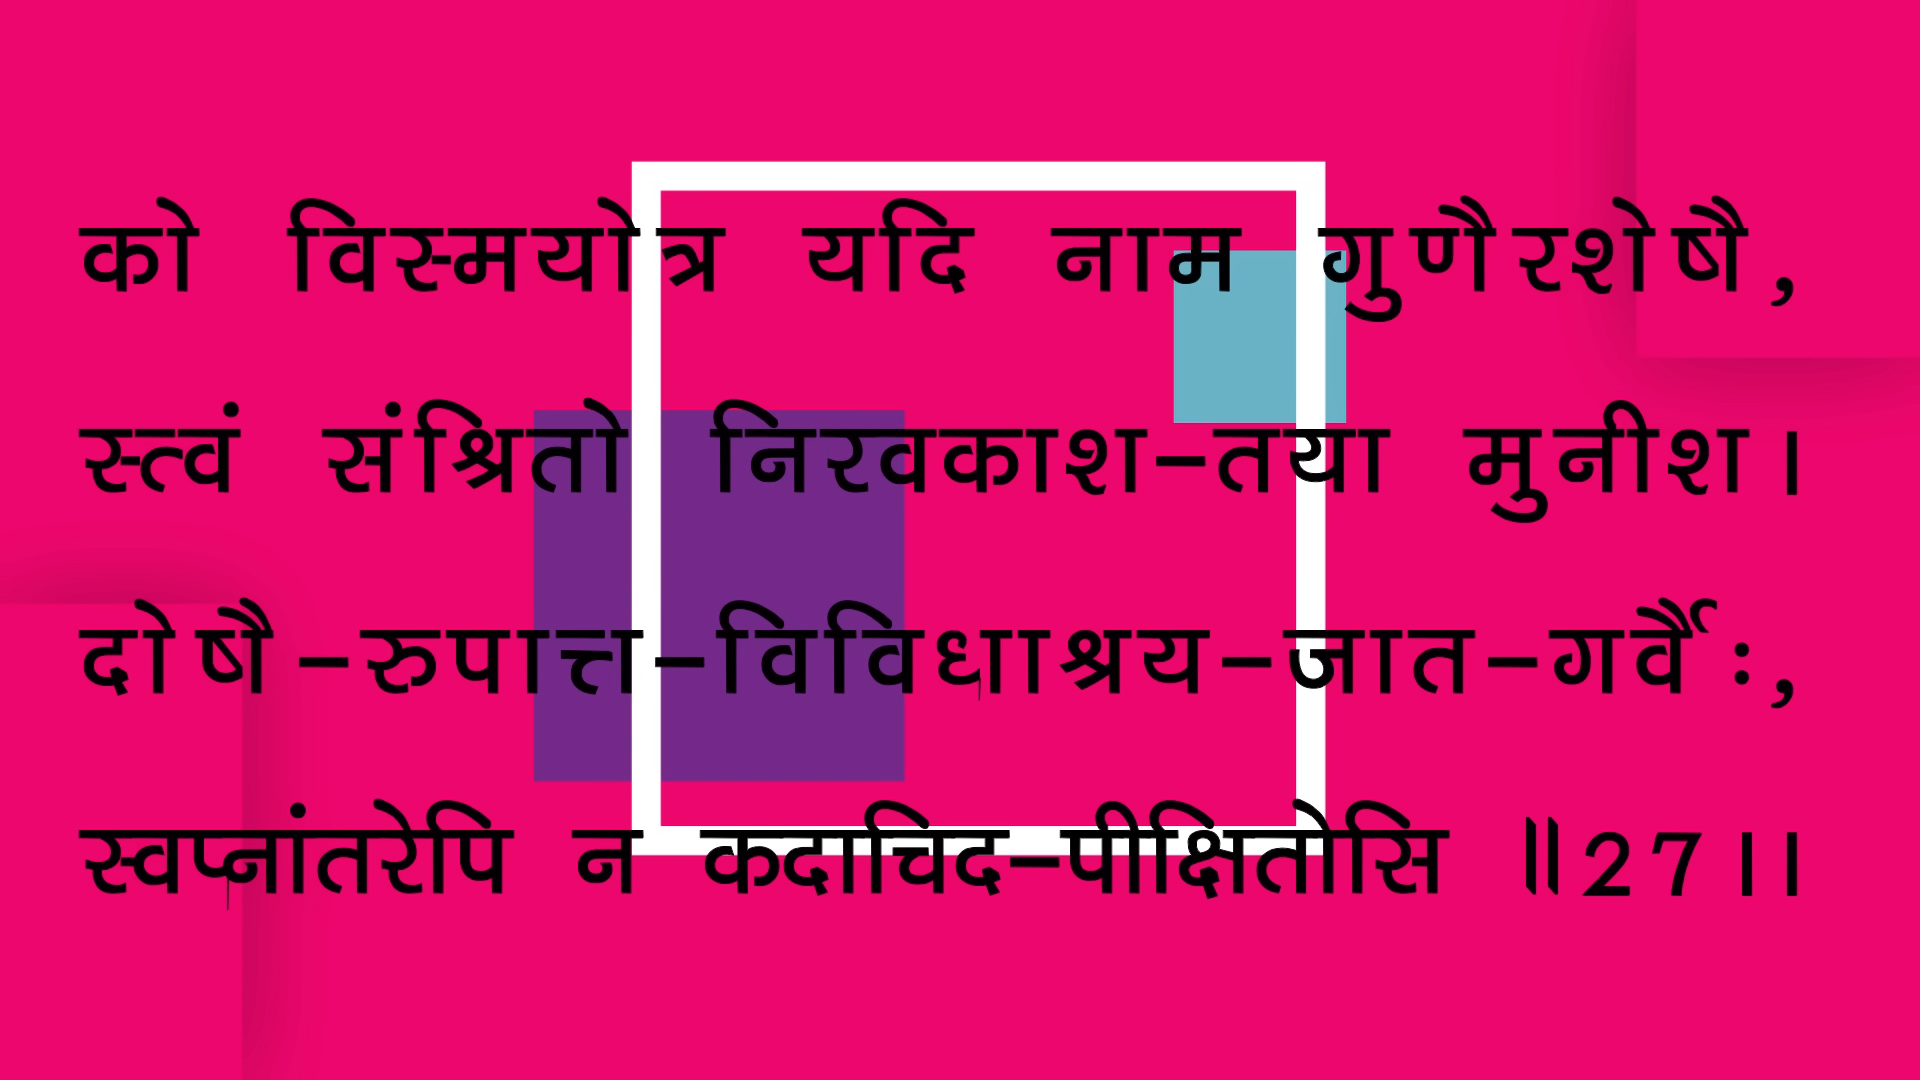 को विस्मयोत्र यदि नाम गुणैरशेषै,
स्त्वं संश्रितो निरवकाश-तया मुनीश।
दोषै-रुपात्त-विविधाश्रय-जात-गर्वैः,
स्वप्नांतरेपि न कदाचिद-पीक्षितोसि ॥27।।